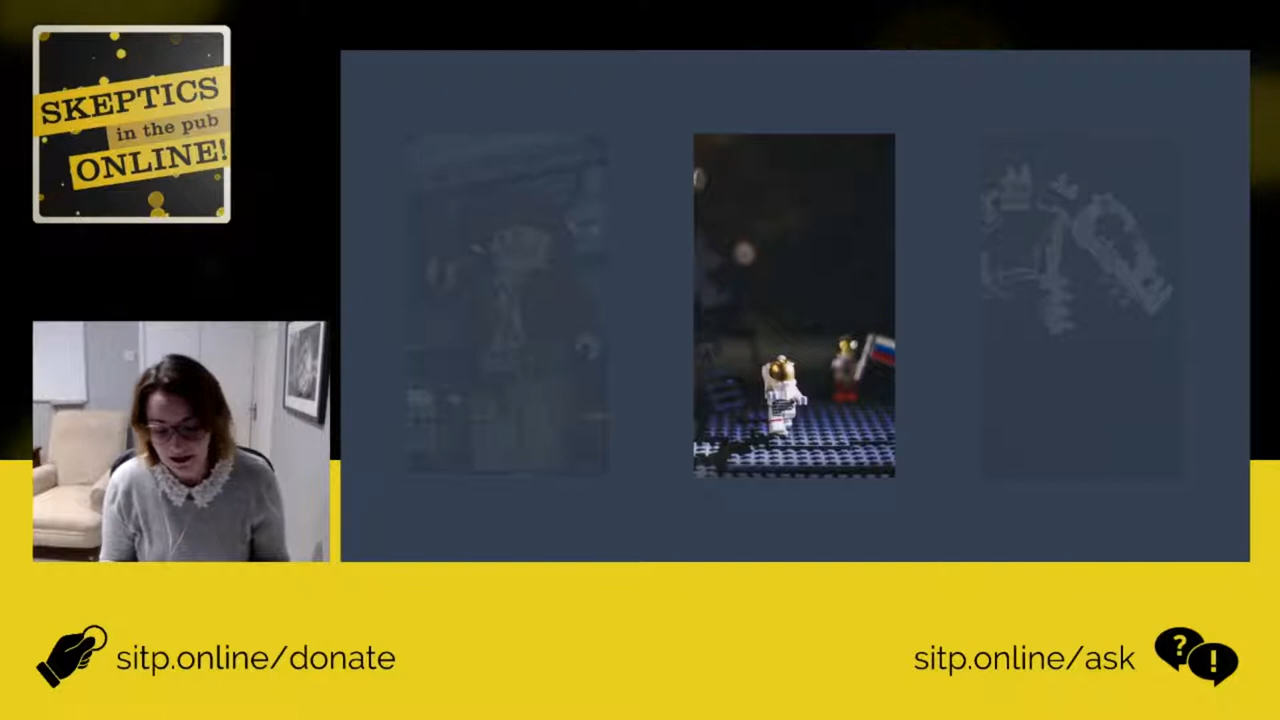 SKEPTICS
in the pub
ONLINE!
sitp.online/donate
sitp.online/ask
?
!